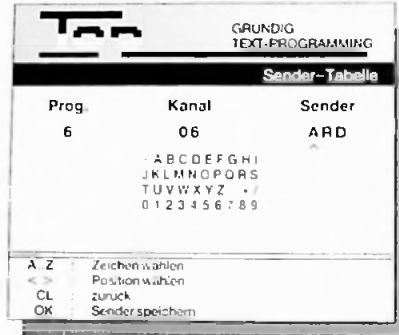 Top
GRUNDIG
TEXT-PROGRAMMING
Sender-Tabelle
Prog. Kanal Sender
6 06 ARD
-ABCDEFGHI
JKLMNOPQRS
TUVWXYZ +/
0123456789
A..Z : Zeichen wählen
< > : Position wählen
CL : zurück
OK : Sender speichern